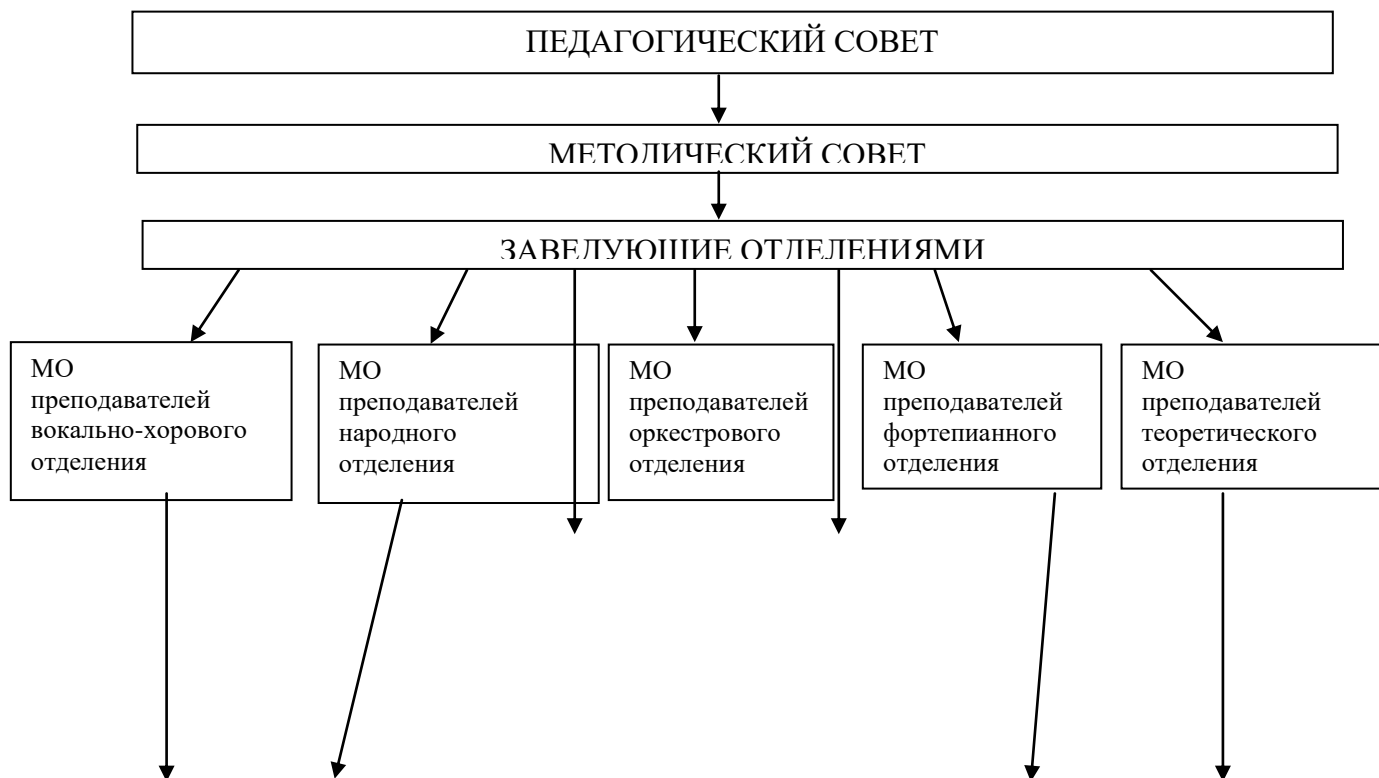 ПЕДАГОГИЧЕСКИЙ СОВЕТ
МЕТОДИЧЕСКИЙ СОВЕТ
ЗАВЕДУЮЩИЕ ОТДЕЛЕНИЯМИ
МО
преподавателей
вокально-хорового
отделения
МО
преподавателей
народного
отделения
МО
преподавателей
оркестрового
отделения
МО
преподавателей
фортепианного
отделения
МО
преподавателей
теоретического
отделения